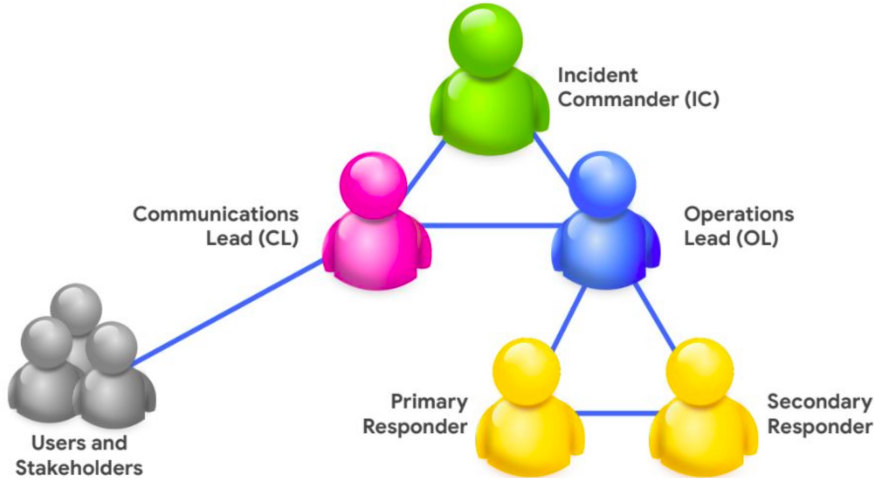 Incident
Commander (IC)
Communications
Lead (CL)
Operations
Lead (OL)
Primary
Responder
Secondary
Responder
Users and
Stakeholders